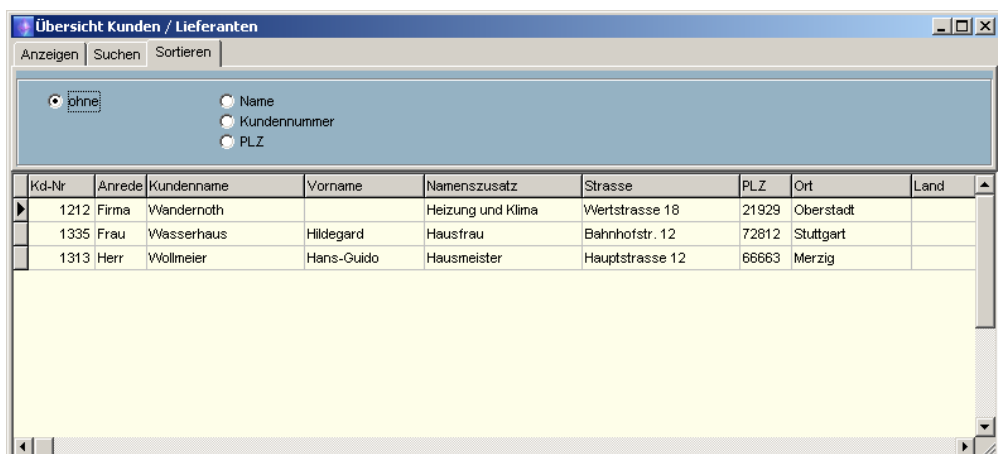 Übersicht Kunden / Lieferanten
Anzeigen Suchen Sortieren
ohne Name
Kundennummer
PLZ
Kd-Nr Anrede Kundenname Vorname Namenszusatz Strasse PLZ Ort Land
1212 Firma Wandernoth Heizung und Klima Wertstrasse 18 21929 Oberstadt
1335 Frau Wasserhaus Hildegard Hausfrau Bahnhofstr. 12 72812 Stuttgart
1313 Herr Wollmeier Hans-Guido Hausmeister Hauptstrasse 12 66663 Merzig